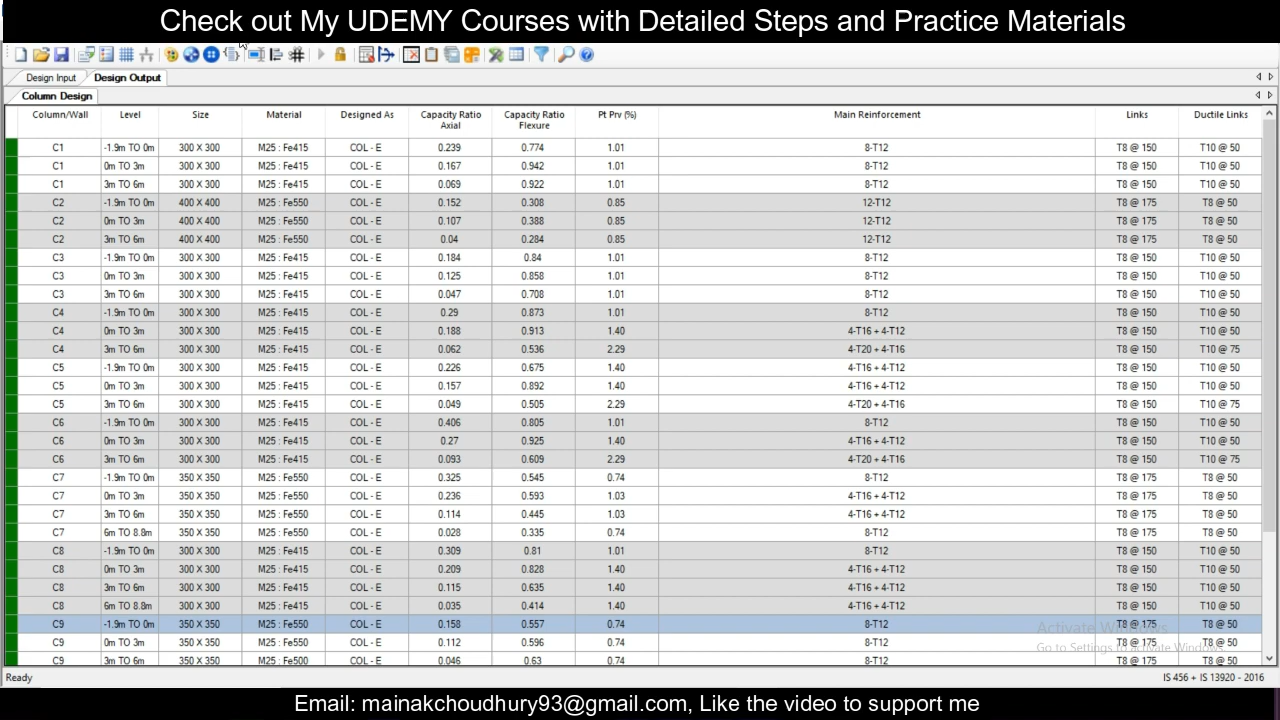 Check out My UDEMY Courses with Detailed Steps and Practice Materials
Design Input Design Output
Column Design
Column/Wall Level Size Material Designed As Capacity Ratio Axial Capacity Ratio Flexure Pt Prv (%) Main Reinforcement Links Ductile Links
C1 -1.9m TO 0m 300 X 300 M25 : Fe415 COL - E 0.239 0.774 1.01 8-T12 T8 @ 150 T10 @ 50
C1 0m TO 3m 300 X 300 M25 : Fe415 COL - E 0.167 0.942 1.01 8-T12 T8 @ 150 T10 @ 50
C1 3m TO 6m 300 X 300 M25 : Fe415 COL - E 0.069 0.922 1.01 8-T12 T8 @ 150 T10 @ 50
C2 -1.9m TO 0m 400 X 400 M25 : Fe550 COL - E 0.152 0.308 0.85 12-T12 T8 @ 175 T8 @ 50
C2 0m TO 3m 400 X 400 M25 : Fe550 COL - E 0.107 0.388 0.85 12-T12 T8 @ 175 T8 @ 50
C2 3m TO 6m 400 X 400 M25 : Fe550 COL - E 0.04 0.284 0.85 12-T12 T8 @ 175 T8 @ 50
C3 -1.9m TO 0m 300 X 300 M25 : Fe415 COL - E 0.184 0.84 1.01 8-T12 T8 @ 150 T10 @ 50
C3 0m TO 3m 300 X 300 M25 : Fe415 COL - E 0.125 0.858 1.01 8-T12 T8 @ 150 T10 @ 50
C3 3m TO 6m 300 X 300 M25 : Fe415 COL - E 0.047 0.708 1.01 8-T12 T8 @ 150 T10 @ 50
C4 -1.9m TO 0m 300 X 300 M25 : Fe415 COL - E 0.29 0.873 1.01 8-T12 T8 @ 150 T10 @ 50
C4 0m TO 3m 300 X 300 M25 : Fe415 COL - E 0.188 0.913 1.40 4-T16 + 4-T12 T8 @ 150 T10 @ 50
C4 3m TO 6m 300 X 300 M25 : Fe415 COL - E 0.062 0.536 2.29 4-T20 + 4-T16 T8 @ 150 T10 @ 75
C5 -1.9m TO 0m 300 X 300 M25 : Fe415 COL - E 0.226 0.675 1.40 4-T16 + 4-T12 T8 @ 150 T10 @ 50
C5 0m TO 3m 300 X 300 M25 : Fe415 COL - E 0.157 0.892 1.40 4-T16 + 4-T12 T8 @ 150 T10 @ 50
C5 3m TO 6m 300 X 300 M25 : Fe415 COL - E 0.049 0.505 2.29 4-T20 + 4-T16 T8 @ 150 T10 @ 75
C6 -1.9m TO 0m 300 X 300 M25 : Fe415 COL - E 0.406 0.805 1.01 8-T12 T8 @ 150 T10 @ 50
C6 0m TO 3m 300 X 300 M25 : Fe415 COL - E 0.27 0.925 1.40 4-T16 + 4-T12 T8 @ 150 T10 @ 50
C6 3m TO 6m 300 X 300 M25 : Fe415 COL - E 0.093 0.609 2.29 4-T20 + 4-T16 T8 @ 150 T10 @ 75
C7 -1.9m TO 0m 350 X 350 M25 : Fe550 COL - E 0.325 0.545 0.74 8-T12 T8 @ 175 T8 @ 50
C7 0m TO 3m 350 X 350 M25 : Fe550 COL - E 0.236 0.593 1.03 4-T16 + 4-T12 T8 @ 175 T8 @ 50
C7 3m TO 6m 350 X 350 M25 : Fe550 COL - E 0.114 0.445 1.03 4-T16 + 4-T12 T8 @ 175 T8 @ 50
C7 6m TO 8.8m 350 X 350 M25 : Fe550 COL - E 0.028 0.335 0.74 8-T12 T8 @ 175 T8 @ 50
C8 -1.9m TO 0m 300 X 300 M25 : Fe415 COL - E 0.309 0.81 1.01 8-T12 T8 @ 150 T10 @ 50
C8 0m TO 3m 300 X 300 M25 : Fe415 COL - E 0.209 0.828 1.40 4-T16 + 4-T12 T8 @ 150 T10 @ 50
C8 3m TO 6m 300 X 300 M25 : Fe415 COL - E 0.115 0.635 1.40 4-T16 + 4-T12 T8 @ 150 T10 @ 50
C8 6m TO 8.8m 300 X 300 M25 : Fe415 COL - E 0.035 0.414 1.40 4-T16 + 4-T12 T8 @ 150 T10 @ 50
C9 -1.9m TO 0m 350 X 350 M25 : Fe550 COL - E 0.158 0.557 0.74 8-T12 T8 @ 175 T8 @ 50
Activate Windows
C9 0m TO 3m 350 X 350 M25 : Fe550 COL - E 0.112 0.596 0.74 8-T12 T8 @ 175 T8 @ 50
Go to Settings to activate Windows.
C9 3m TO 6m 350 X 350 M25 : Fe500 COL - E 0.046 0.63 0.74 8-T12 T8 @ 175 T8 @ 50
Ready IS 456 + IS 13920 - 2016
Email: mainakchoudhury93@gmail.com, Like the video to support me